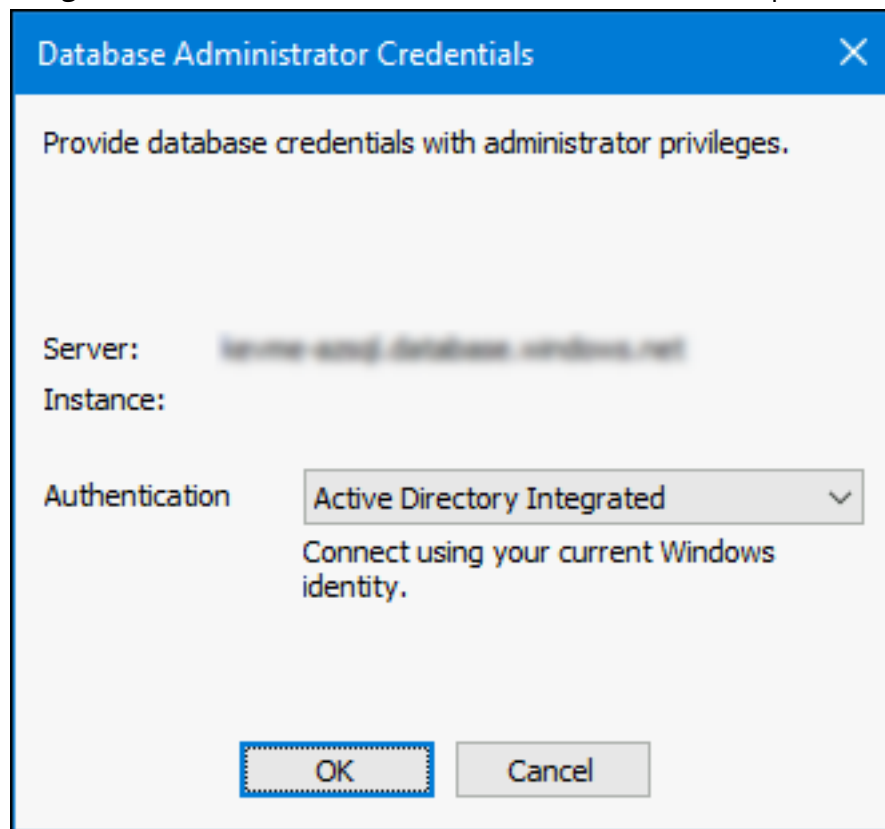 Database Administrator Credentials
Provide database credentials with administrator privileges.
Server:
Instance:
Authentication Active Directory Integrated
Connect using your current Windows
identity.
OK Cancel